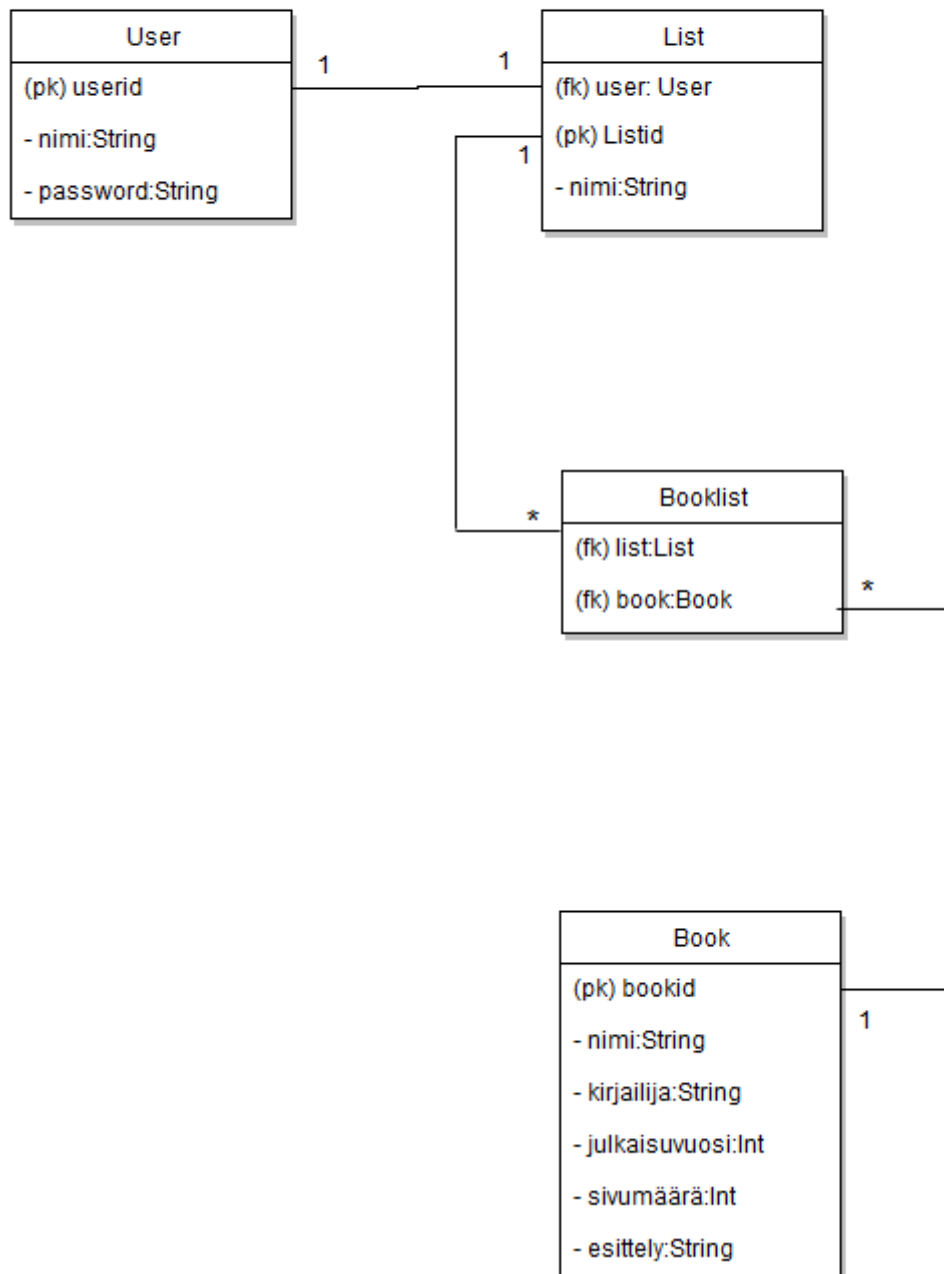 User
(pk) userid
- nimi:String
- password:String
1
1
List
(fk) user: User
(pk) Listid
- nimi:String
1
*
Booklist
(fk) list:List
(fk) book:Book
*
Book
(pk) bookid
- nimi:String
- kirjailija:String
- julkaisuvuosi:Int
- sivumäärä:Int
- esittely:String
1